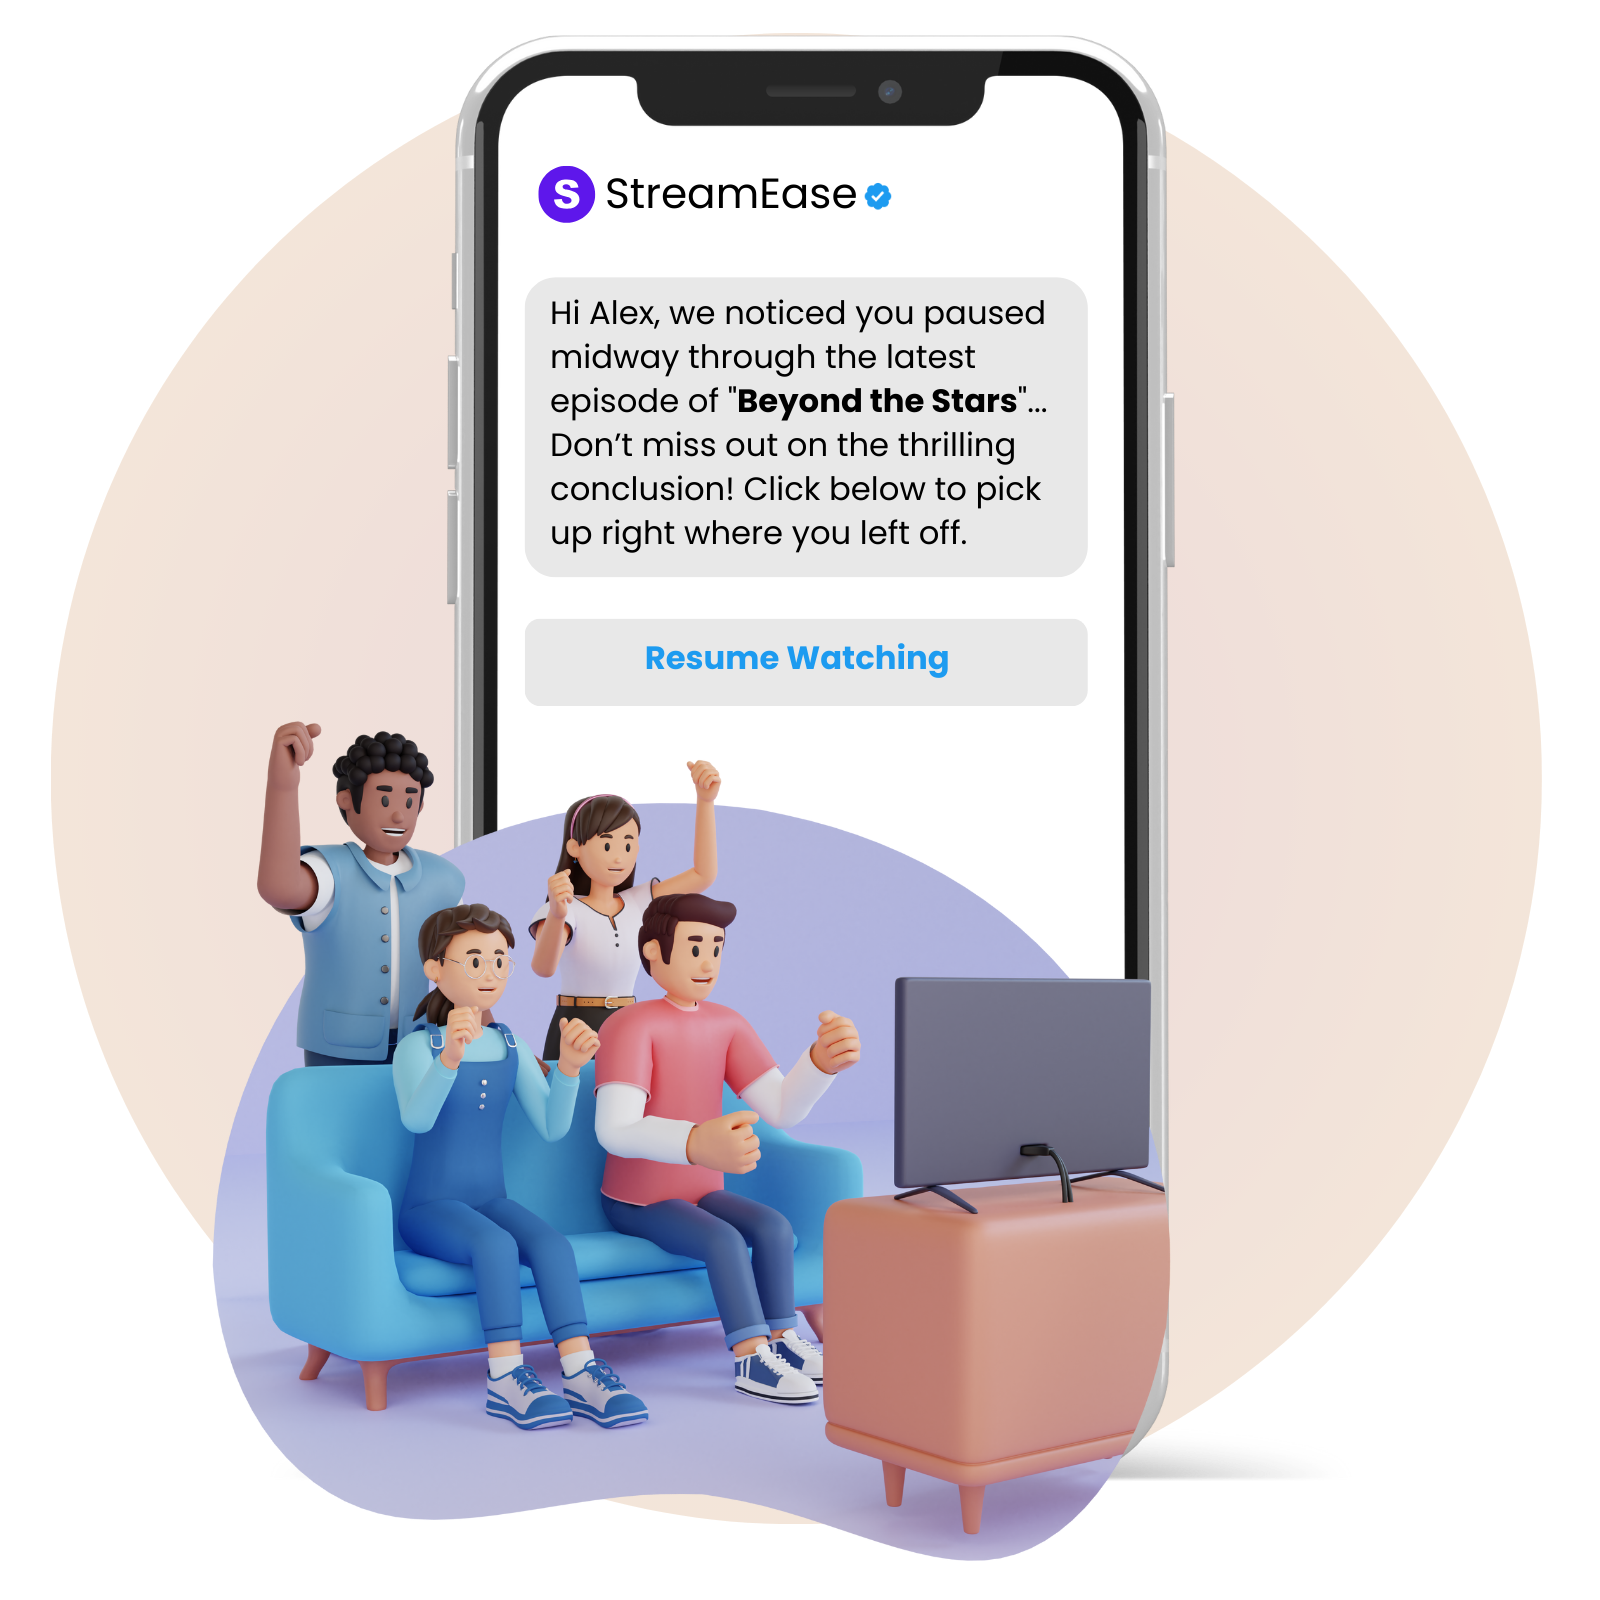 S StreamEase
Hi Alex, we noticed you paused
midway through the latest
episode of "Beyond the Stars"...
Don’t miss out on the thrilling
conclusion! Click below to pick
up right where you left off.
Resume Watching